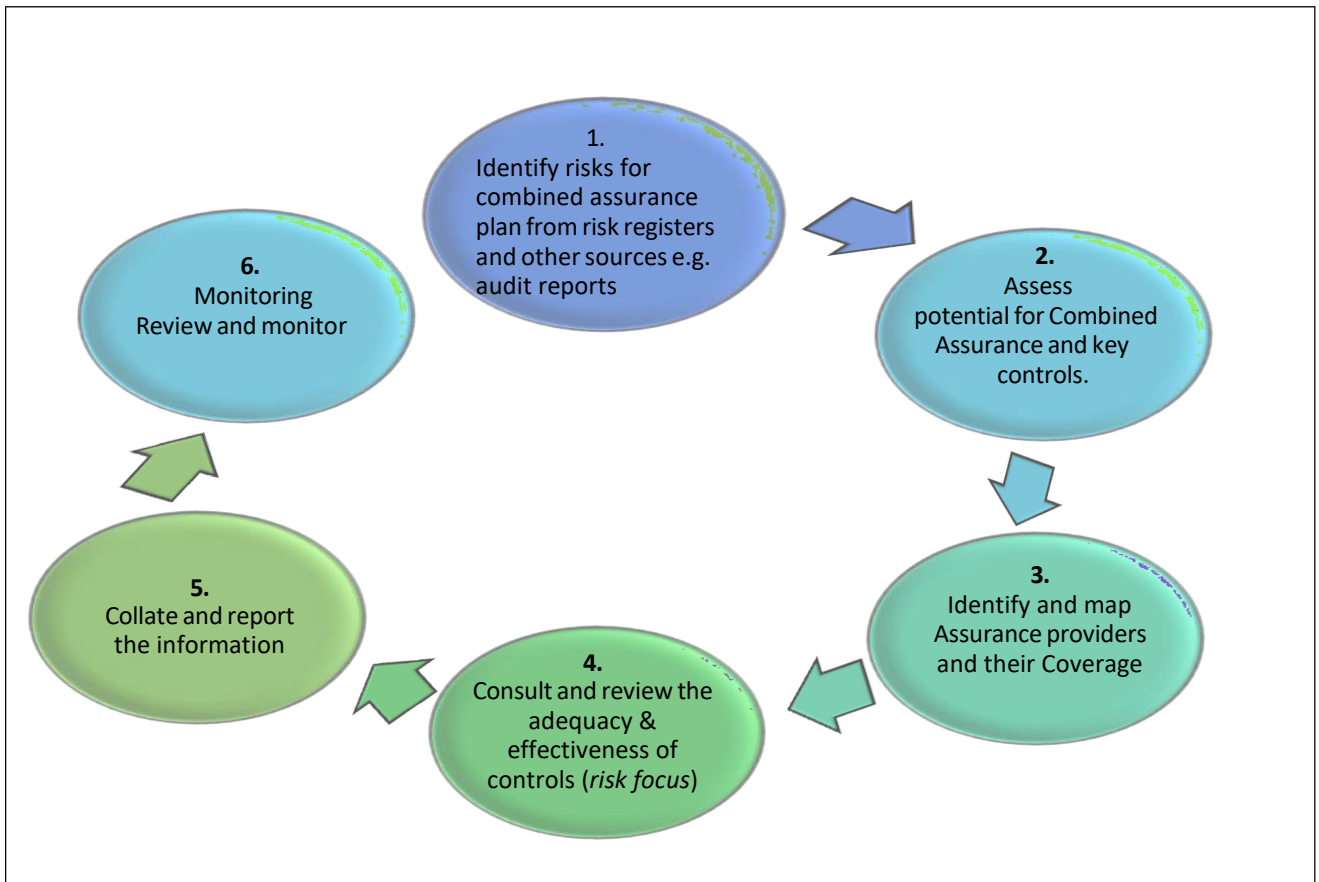 1.
Identify risks for
combined assurance
plan from risk registers
and other sources e.g.
audit reports
2.
Assess
potential for Combined
Assurance and key
controls.
3.
Identify and map
Assurance providers
and their Coverage
4.
Consult and review the
adequacy &
effectiveness of
controls (risk focus)
5.
Collate and report
the information
6.
Monitoring
Review and monitor